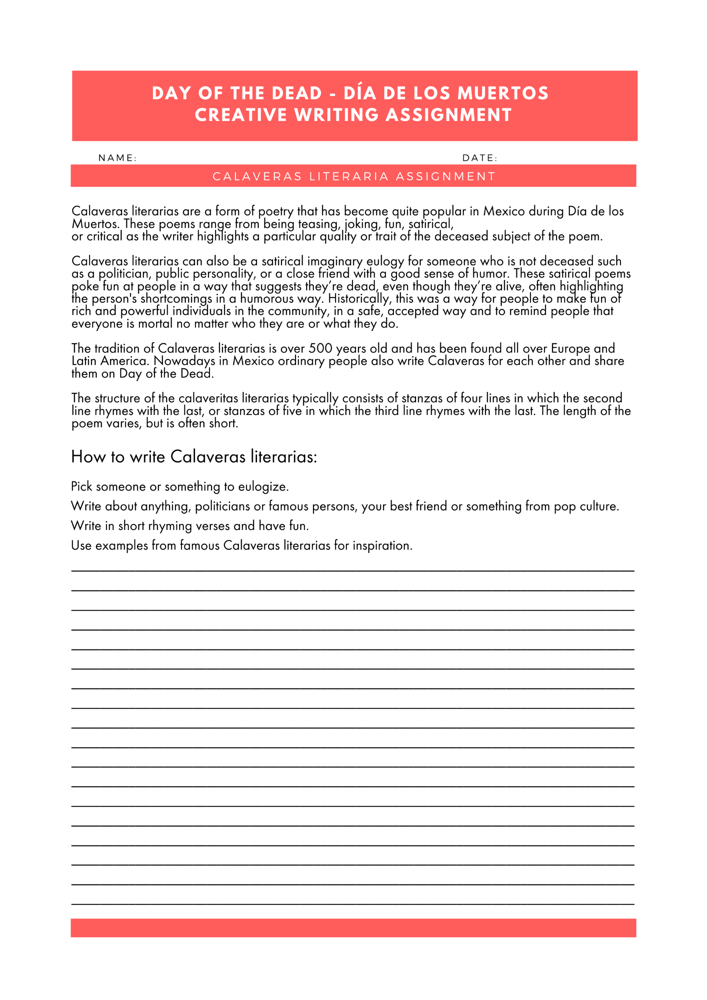 DAY OF THE DEAD - DÍA DE LOS MUERTOS
CREATIVE WRITING ASSIGNMENT
NAME: DATE:
CALAVERAS LITERARIA ASSIGNMENT
Calaveras literarias are a form of poetry that has become quite popular in Mexico during Día de los
Muertos. These poems range from being teasing, joking, fun, satirical,
or critical as the writer highlights a particular quality or trait of the deceased subject of the poem.
Calaveras literarias can also be a satirical imaginary eulogy for someone who is not deceased such
as a politician, public personality, or a close friend with a good sense of humor. These satirical poems
poke fun at people in a way that suggests they’re dead, even though they’re alive, often highlighting
the person's shortcomings in a humorous way. Historically, this was a way for people to make fun of
rich and powerful individuals in the community, in a safe, accepted way and to remind people that
everyone is mortal no matter who they are or what they do.
The tradition of Calaveras literarias is over 500 years old and has been found all over Europe and
Latin America. Nowadays in Mexico ordinary people also write Calaveras for each other and share
them on Day of the Dead.
The structure of the calaveritas literarias typically consists of stanzas of four lines in which the second
line rhymes with the last, or stanzas of five in which the third line rhymes with the last. The length of the
poem varies, but is often short.
How to write Calaveras literarias:
Pick someone or something to eulogize.
Write about anything, politicians or famous persons, your best friend or something from pop culture.
Write in short rhyming verses and have fun.
Use examples from famous Calaveras literarias for inspiration.